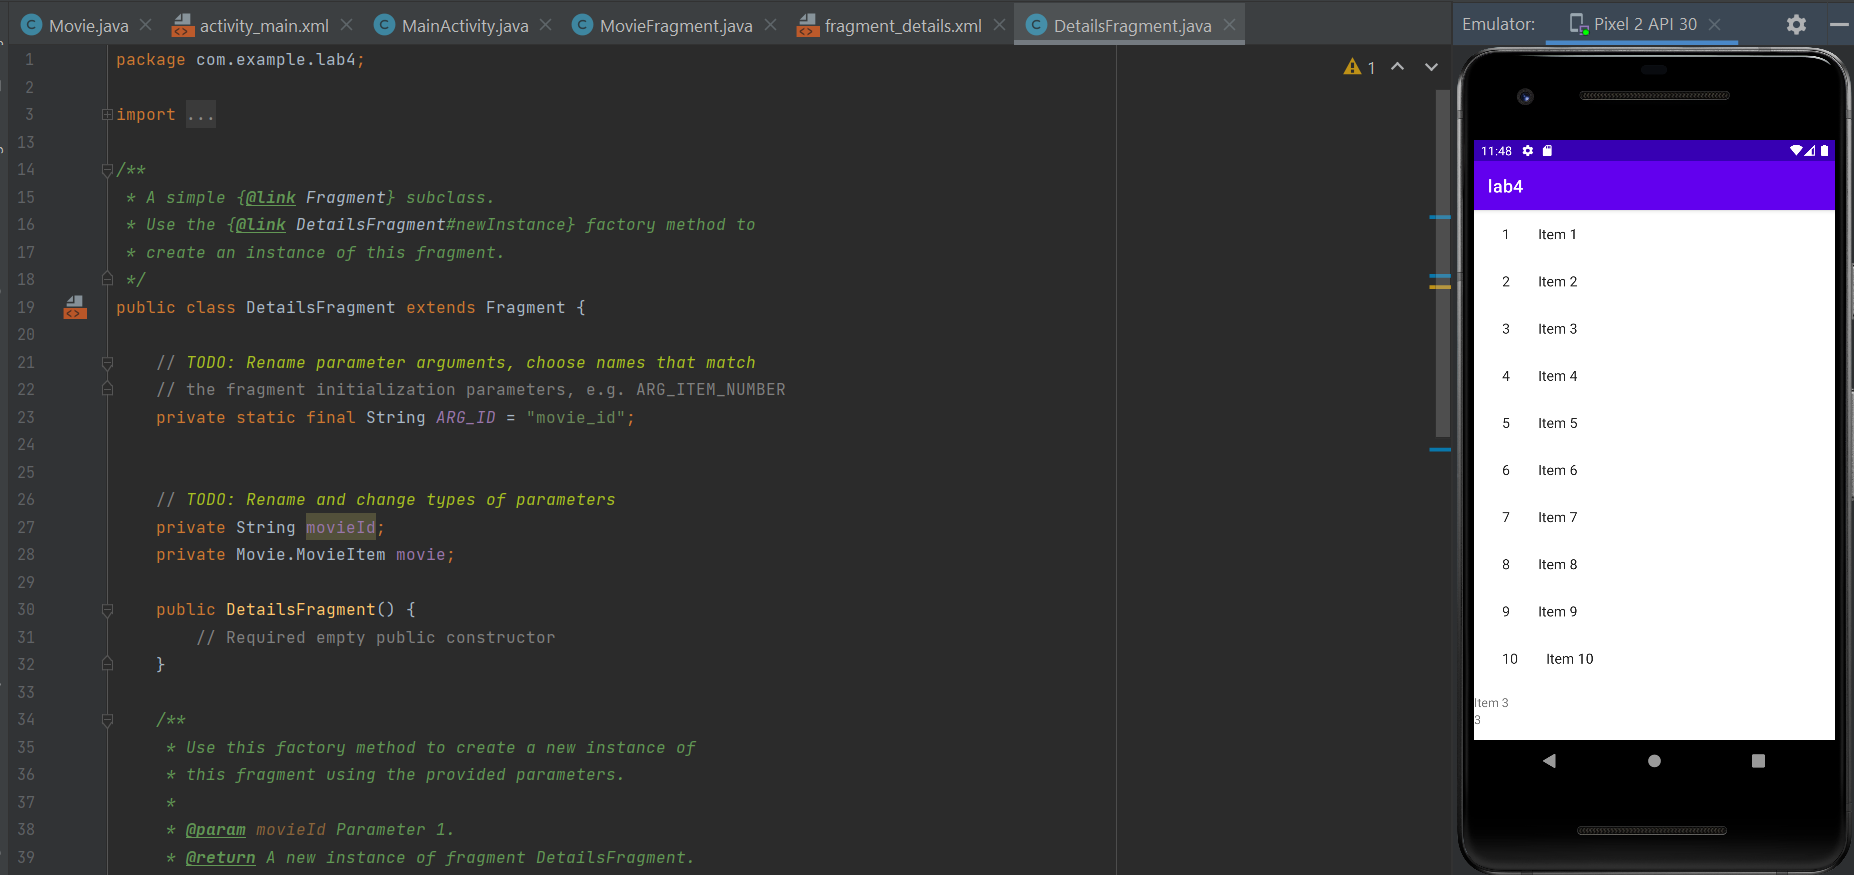 Movie.java
activity_main.xml
MainActivity.java
MovieFragment.java
fragment_details.xml
DetailsFragment.java
Emulator:
Pixel 2 API 30
1
1 package com.example.lab4;
2
3 import ...
13
14 /**
15 * A simple {@link Fragment} subclass.
16 * Use the {@link DetailsFragment#newInstance} factory method to
17 * create an instance of this fragment.
18 */
19 public class DetailsFragment extends Fragment {
20
21 // TODO: Rename parameter arguments, choose names that match
22 // the fragment initialization parameters, e.g. ARG_ITEM_NUMBER
23 private static final String ARG_ID = "movie_id";
24
25
26 // TODO: Rename and change types of parameters
27 private String movieId;
28 private Movie.MovieItem movie;
29
30 public DetailsFragment() {
31 // Required empty public constructor
32 }
33
34 /**
35 * Use this factory method to create a new instance of
36 * this fragment using the provided parameters.
37 *
38 * @param movieId Parameter 1.
39 * @return A new instance of fragment DetailsFragment.
11:48
lab4
1 Item 1
2 Item 2
3 Item 3
4 Item 4
5 Item 5
6 Item 6
7 Item 7
8 Item 8
9 Item 9
10 Item 10
Item 3
3